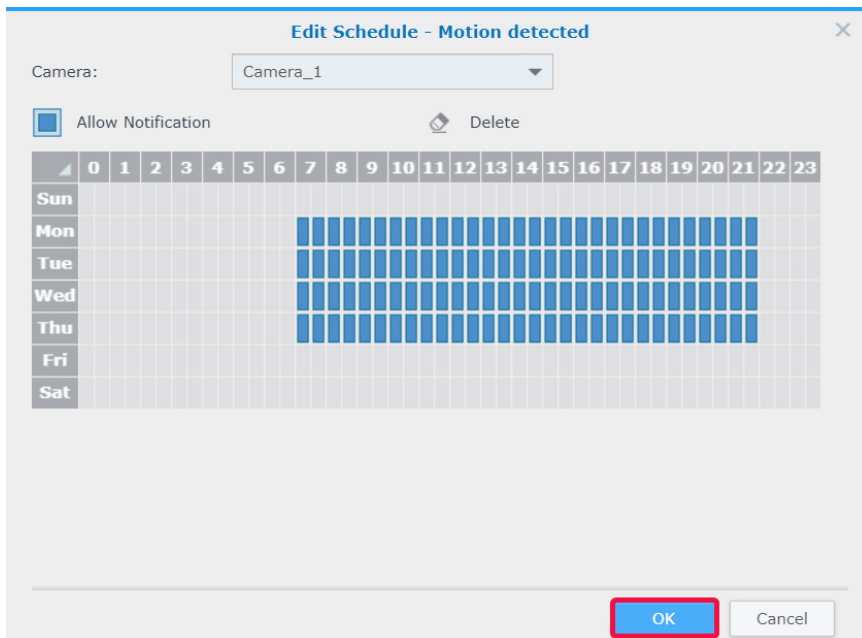 Edit Schedule - Motion detected
Camera: Camera_1
Allow Notification Delete
0 1 2 3 4 5 6 7 8 9 10 11 12 13 14 15 16 17 18 19 20 21 22 23
Sun
Mon
Tue
Wed
Thu
Fri
Sat
OK Cancel